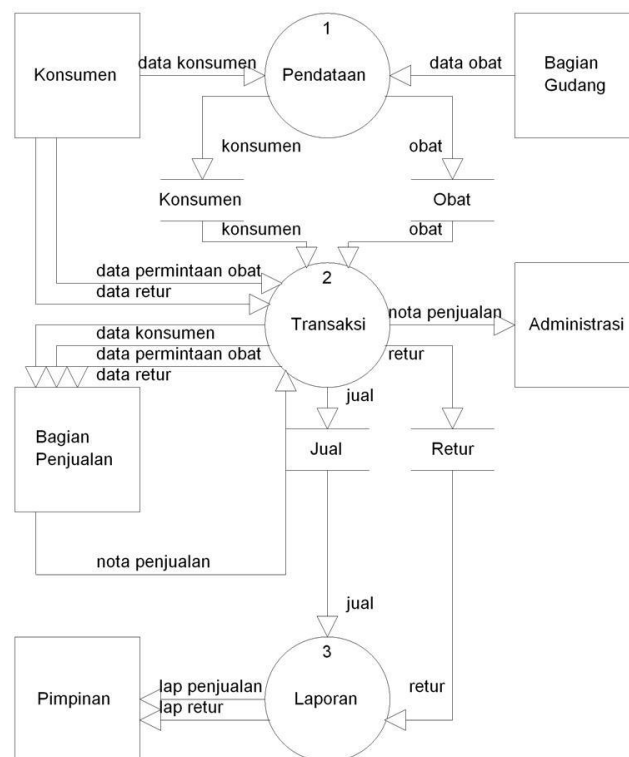 1
Konsumen
data konsumen
Pendataan
data obat
Bagian
Gudang
konsumen
obat
Konsumen
Obat
konsumen
obat
data permintaan obat
data retur
2
Transaksi
nota penjualan
Administrasi
data konsumen
data permintaan obat
data retur
retur
jual
Bagian
Penjualan
Jual
Retur
nota penjualan
jual
3
Pimpinan
lap penjualan
lap retur
Laporan
retur